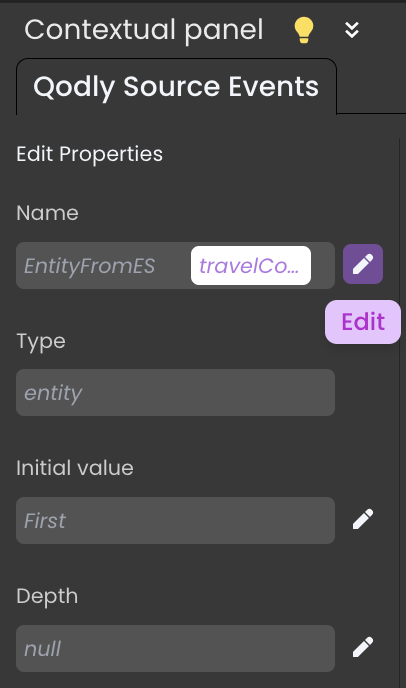 Contextual panel
Qodly Source Events
Edit Properties
Name
EntityFromES travelCo...
Edit
Type
entity
Initial value
First
Depth
null